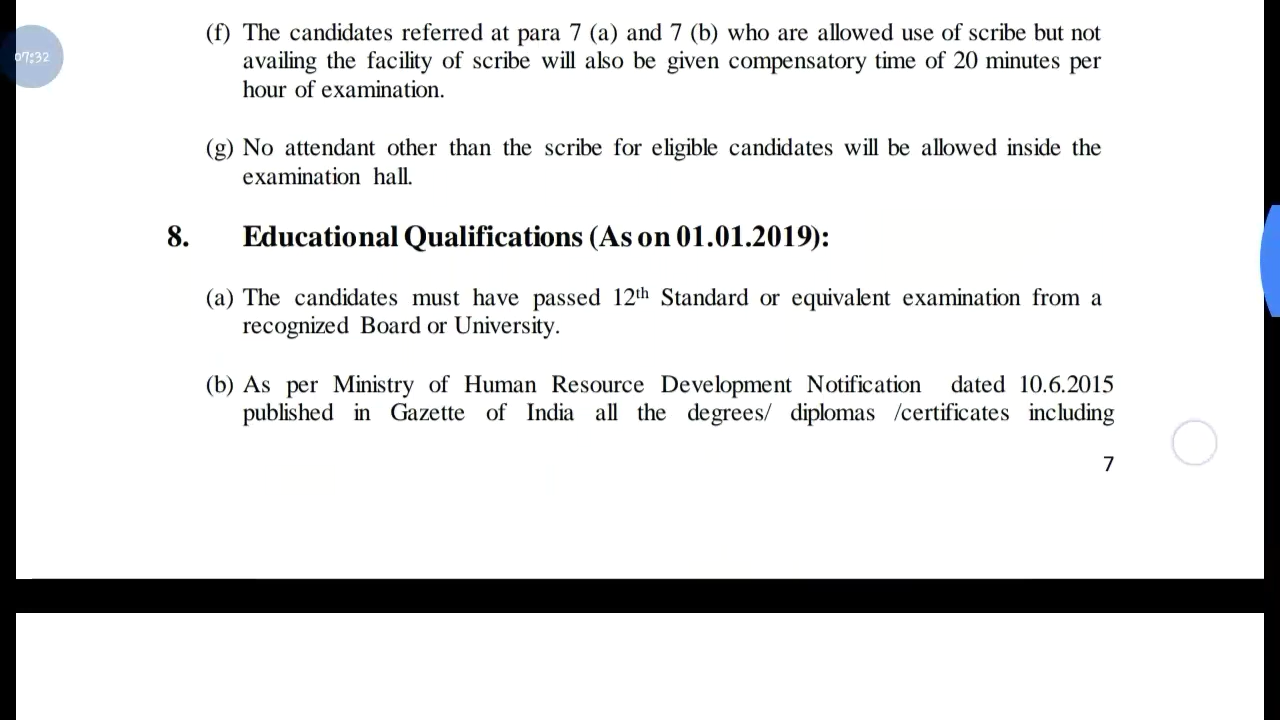 (f) The candidates referred at para 7 (a) and 7 (b) who are allowed use of scribe but not
availing the facility of scribe will also be given compensatory time of 20 minutes per
hour of examination.
07:32
(g) No attendant other than the scribe for eligible candidates will be allowed inside the
examination hall.
8. Educational Qualifications (As on 01.01.2019):
(a) The candidates must have passed 12th Standard or equivalent examination from a
recognized Board or University.
(b) As per Ministry of Human Resource Development Notification dated 10.6.2015
published in Gazette of India all the degrees/ diplomas /certificates including
7